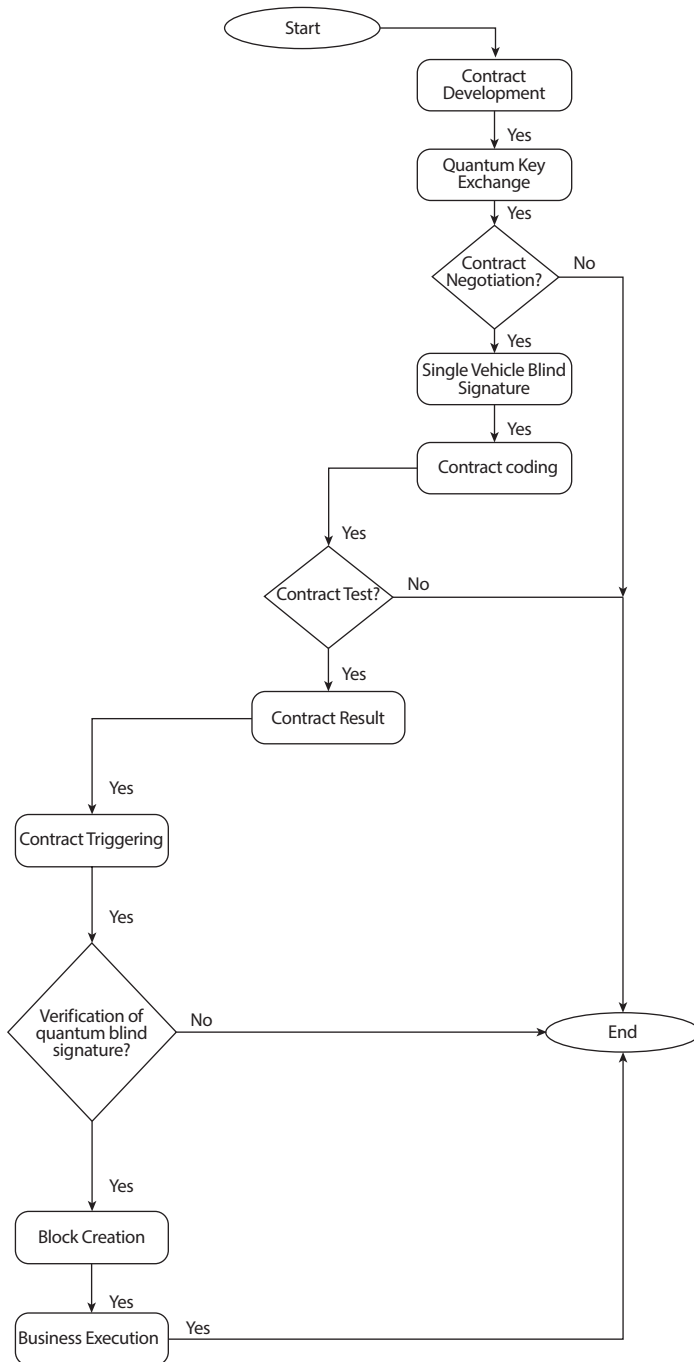 Start
Contract
Development
Yes
Quantum Key
Exchange
Yes
Contract
Negotiation?
No
Yes
Single Vehicle Blind
Signature
Yes
Contract coding
Yes
Contract Test?
No
Yes
Contract Result
Yes
Contract Triggering
Yes
Verification of
quantum blind
signature?
No
End
Yes
Block Creation
Yes
Business Execution
Yes